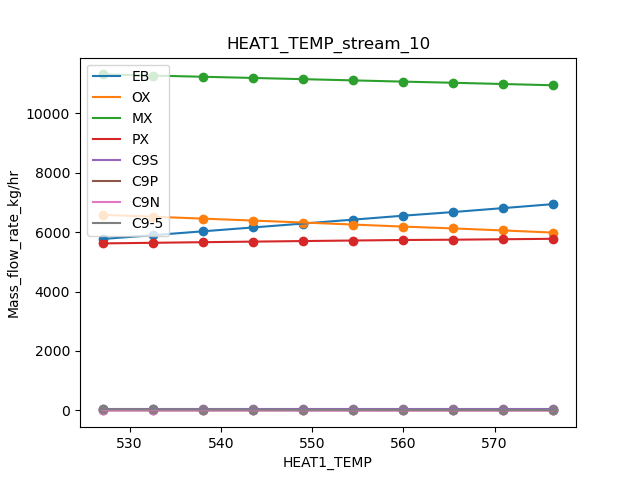 HEAT1_TEMP_stream_10
Mass_flow_rate_kg/hr
10000
8000
6000
4000
2000
0
EB
OX
MX
PX
C9S
C9P
C9N
C9-5
530
540
550
560
570
HEAT1_TEMP